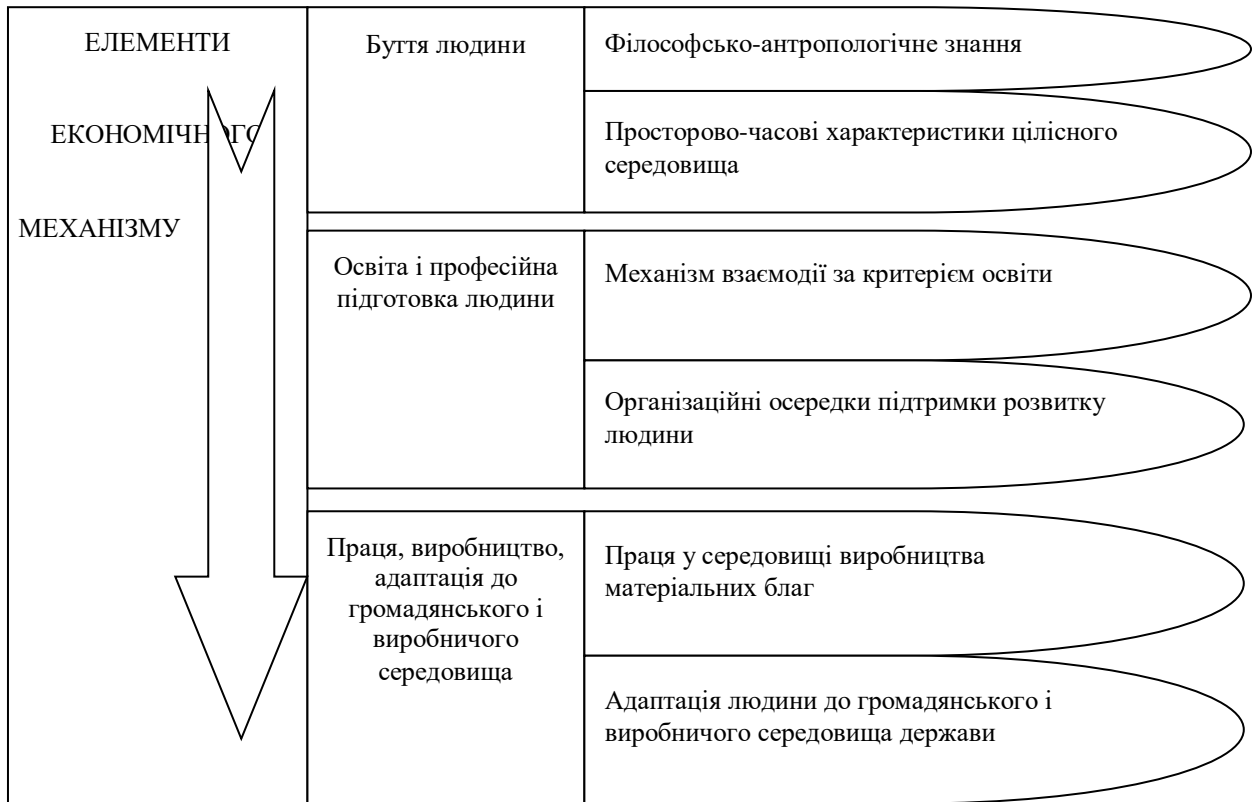 ЕЛЕМЕНТИ
ЕКОНОМІЧНОГО
МЕХАНІЗМУ
Буття людини
Філософсько-антропологічне знання
Просторово-часові характеристики цілісного
середовища
Освіта і професійна
підготовка людини
Механізм взаємодії за критерієм освіти
Організаційні осередки підтримки розвитку
людини
Праця, виробництво,
адаптація до
громадянського і
виробничого
середовища
Праця у середовищі виробництва
матеріальних благ
Адаптація людини до громадянського і
виробничого середовища держави